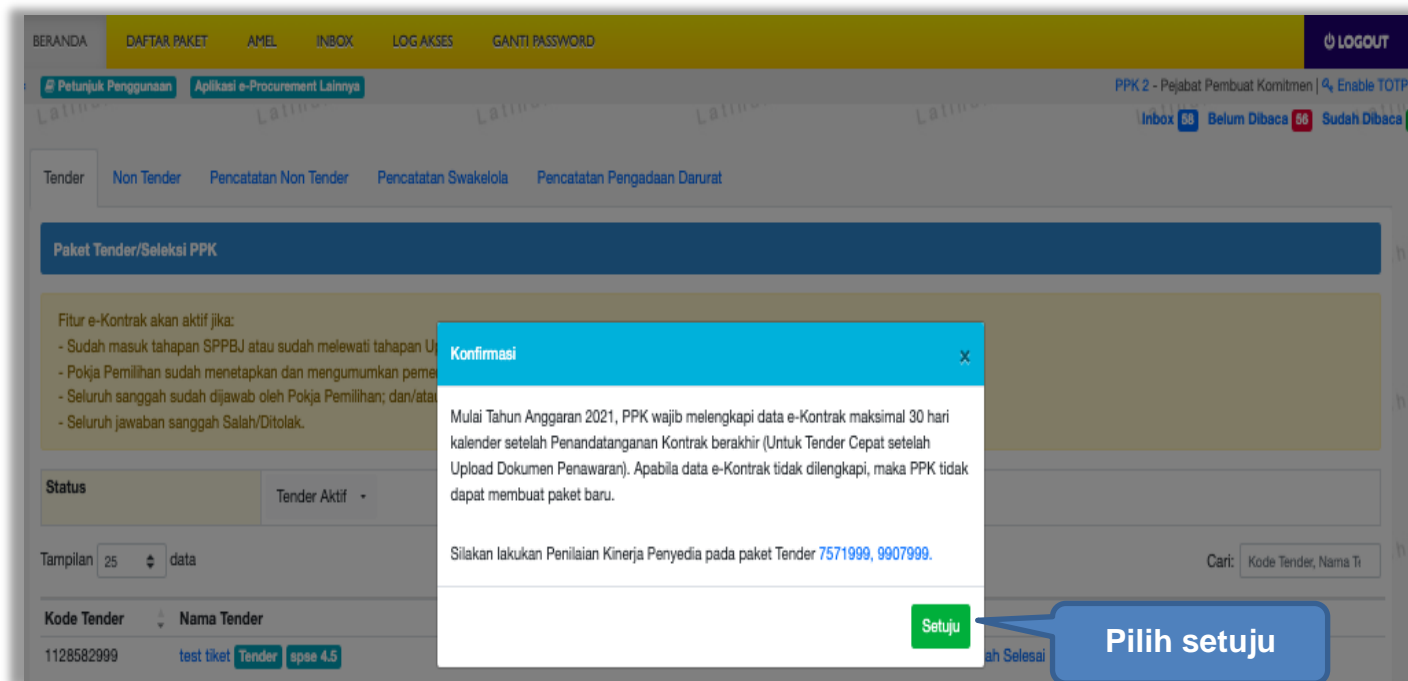 BERANDA DAFTAR PAKET AMEL INBOX LOG AKSES GANTI PASSWORD LOGOUT
Petunjuk Penggunaan Aplikasi e-Procurement Lainnya PPK 2 - Pejabat Pembuat Komitmen | Enable TOTP
Inbox 58 Belum Dibaca 56 Sudah Dibaca
Tender Non Tender Pencatatan Non Tender Pencatatan Swakelola Pencatatan Pengadaan Darurat
Paket Tender/Seleksi PPK
Fitur e-Kontrak akan aktif jika:
- Sudah masuk tahapan SPPBJ atau sudah melewati tahapan
- Pokja Pemilihan sudah menetapkan dan mengumumkan
- Seluruh sanggah sudah dijawab oleh Pokja Pemilihan;
- Seluruh jawaban sanggah Salah/Ditolak.
Konfirmasi x
Mulai Tahun Anggaran 2021, PPK wajib melengkapi data e-Kontrak maksimal 30 hari
kalender setelah Penandatanganan Kontrak berakhir (Untuk Tender Cepat setelah
Upload Dokumen Penawaran). Apabila data e-Kontrak tidak dilengkapi, maka PPK tidak
dapat membuat paket baru.
Silakan lakukan Penilaian Kinerja Penyedia pada paket Tender 7571999, 9907999.
Setuju
Pilih setuju
Status Tender Aktif
Tampilan 25 data Cari: Kode Tender, Nama
Kode Tender Nama Tender
1128582999 test tiket Tender spse 4.5 Selesai